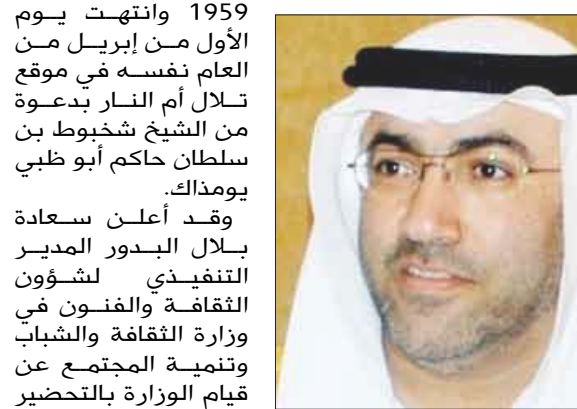 1959 وانتهت يوم
الأول من إبريل من
العام نفسه في موقع
تلال أم النار بدعوة
من الشيخ شخبوط بن
سلطان حاكم أبو ظبي
يومذاك.
وقد أعلن سعادة
بلال البدور المدير
التنفيذي لشؤون
الثقافة والفنون في
وزارة الثقافة والشباب
وتنمية المجتمع عن
قيام الوزارة بالتحضير